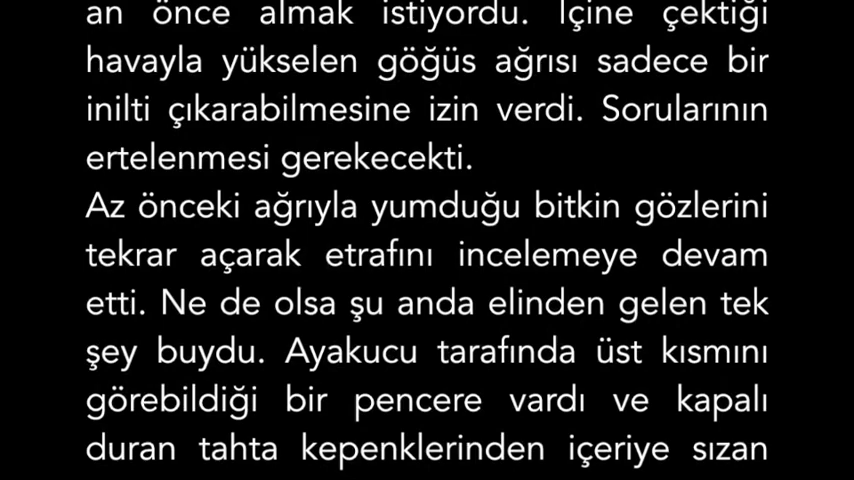 an önce almak istiyordu. İçine çektiği
havayla yükselen göğüs ağrısı sadece bir
inilti çıkarabilmesine izin verdi. Sorularının
ertelenmesi gerekecekti.
Az önceki ağrıyla yumduğu bitkin gözlerini
tekrar açarak etrafını incelemeye devam
etti. Ne de olsa şu anda elinden gelen tek
şey buydu. Ayakucu tarafında üst kısmını
görebildiği bir pencere vardı ve kapalı
duran tahta kepenklerinden içeriye sızan